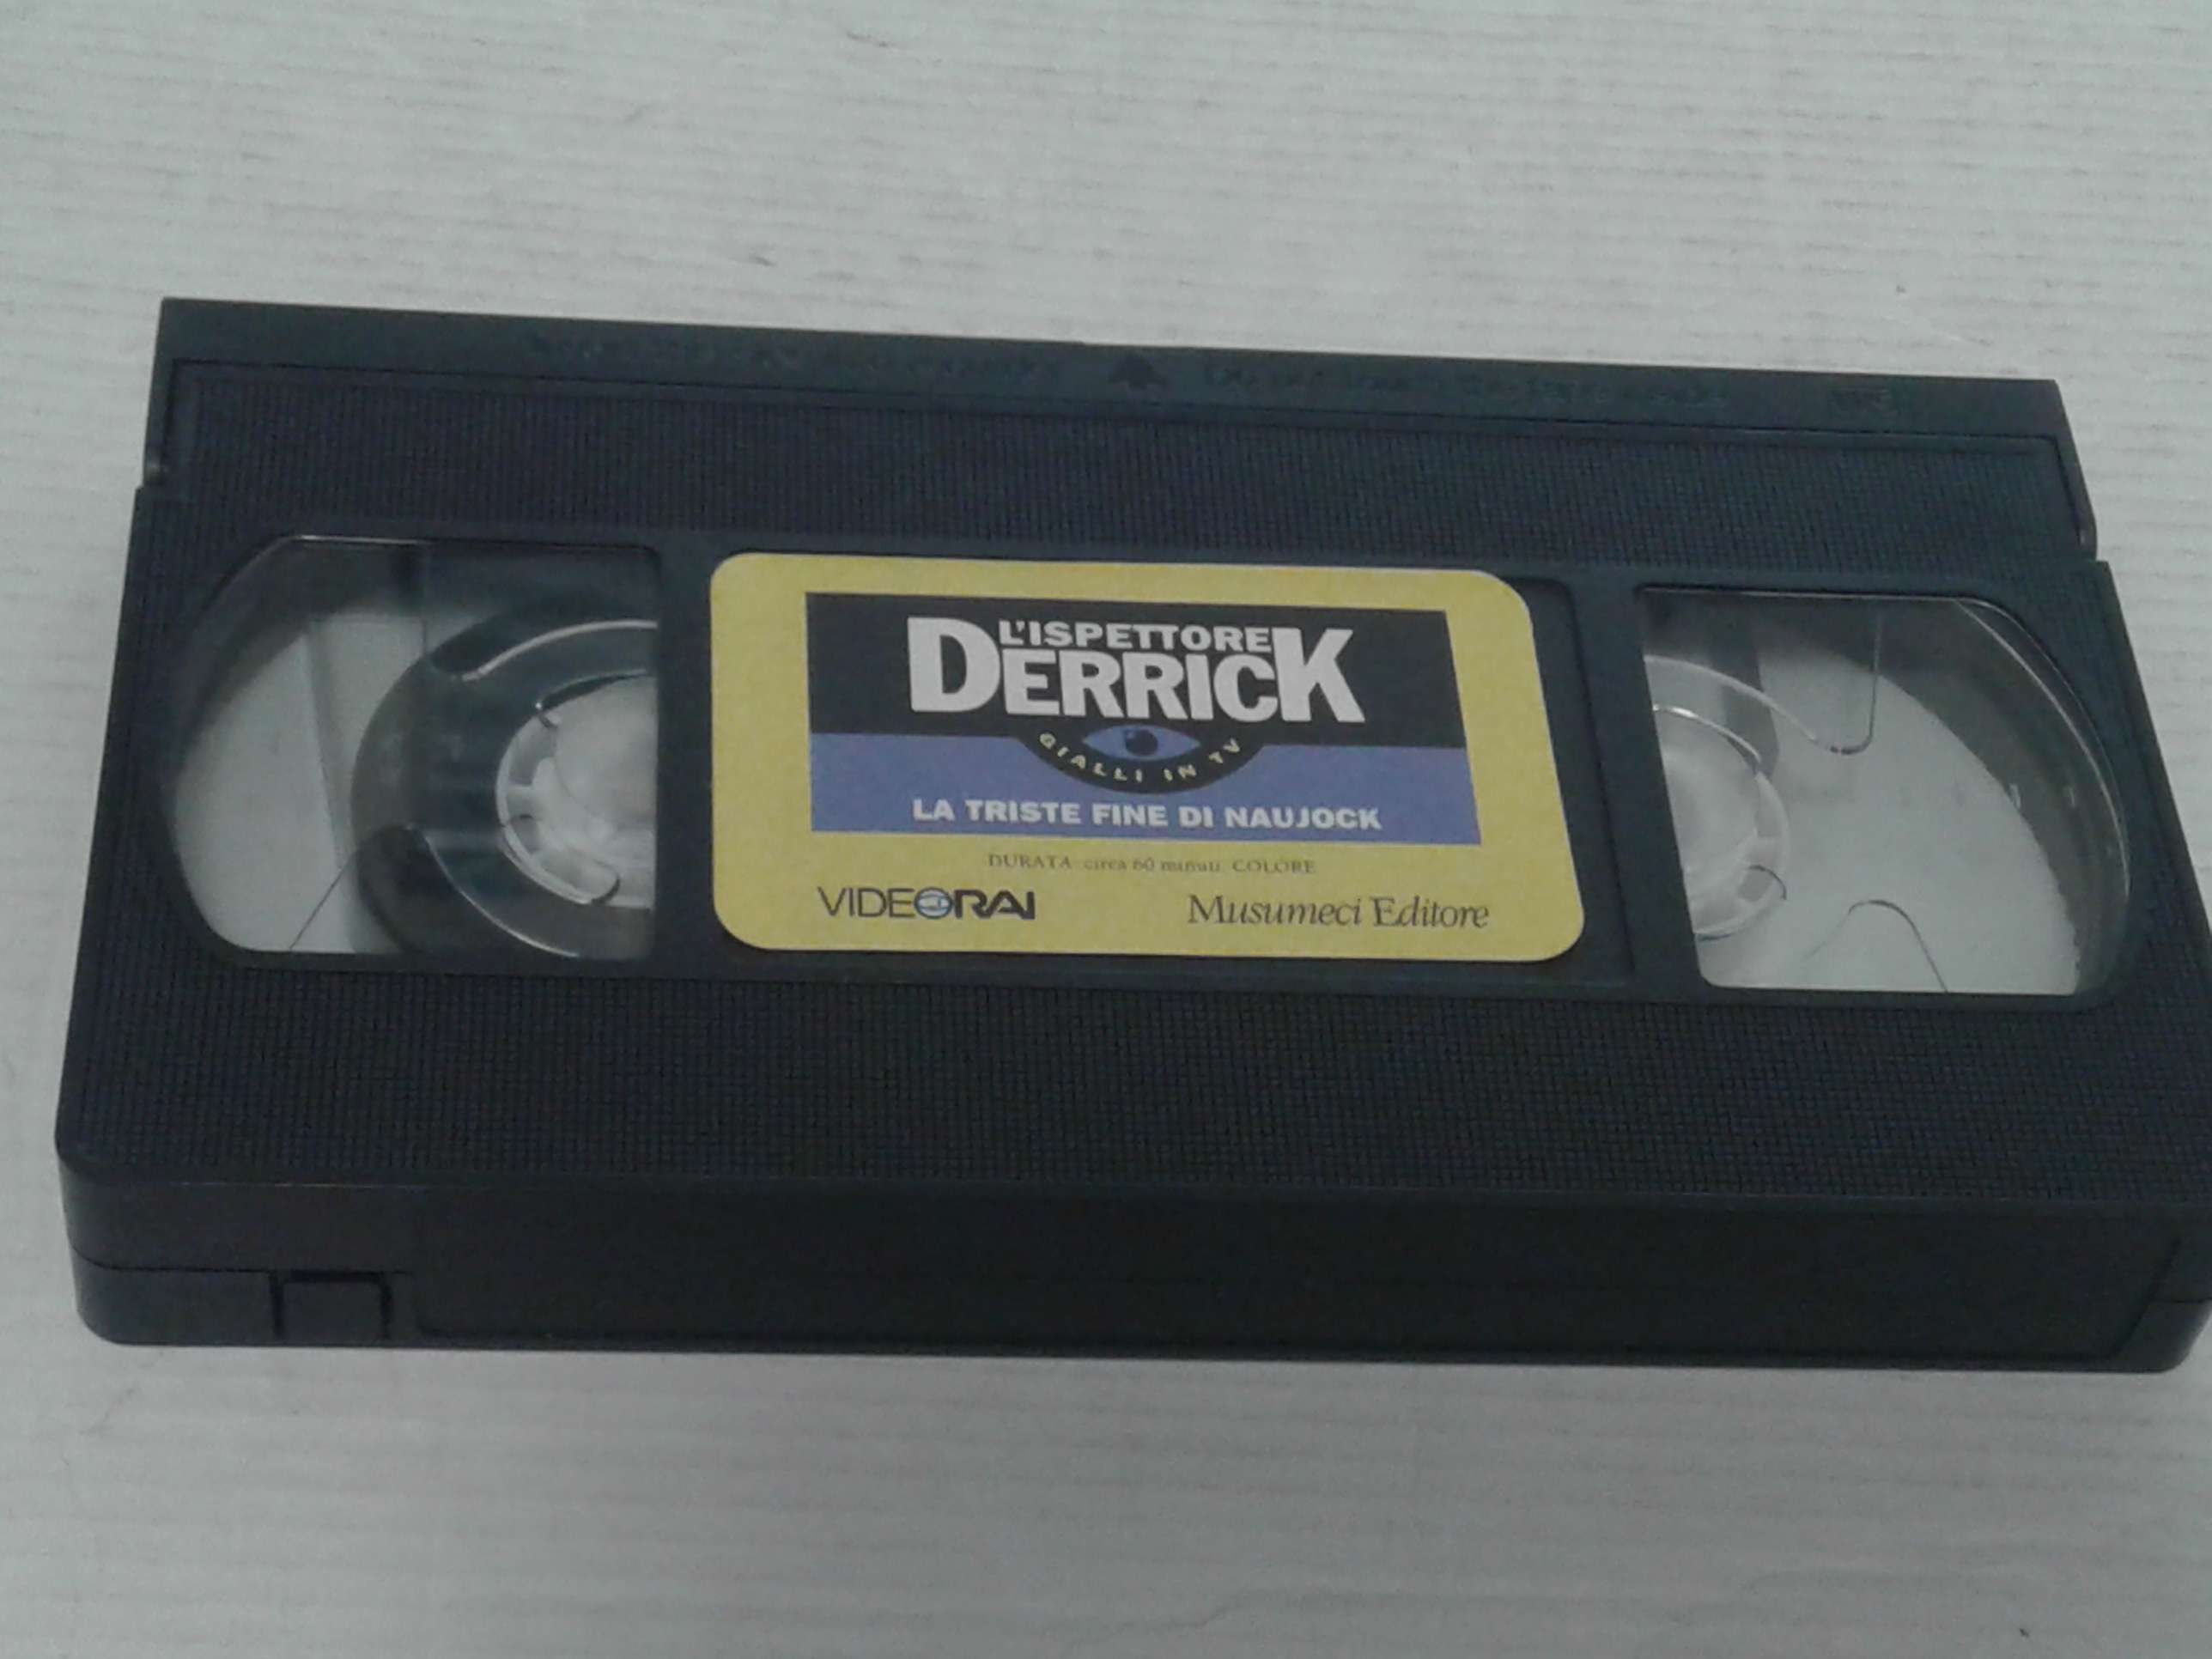 L'ISPETTORE
DERRICK
GIALLI IN TV
LA TRISTE FINE DI NAUJOCK
DURATA circa 60 minuti COLORE
VIDEORAI
Musumeci Editore